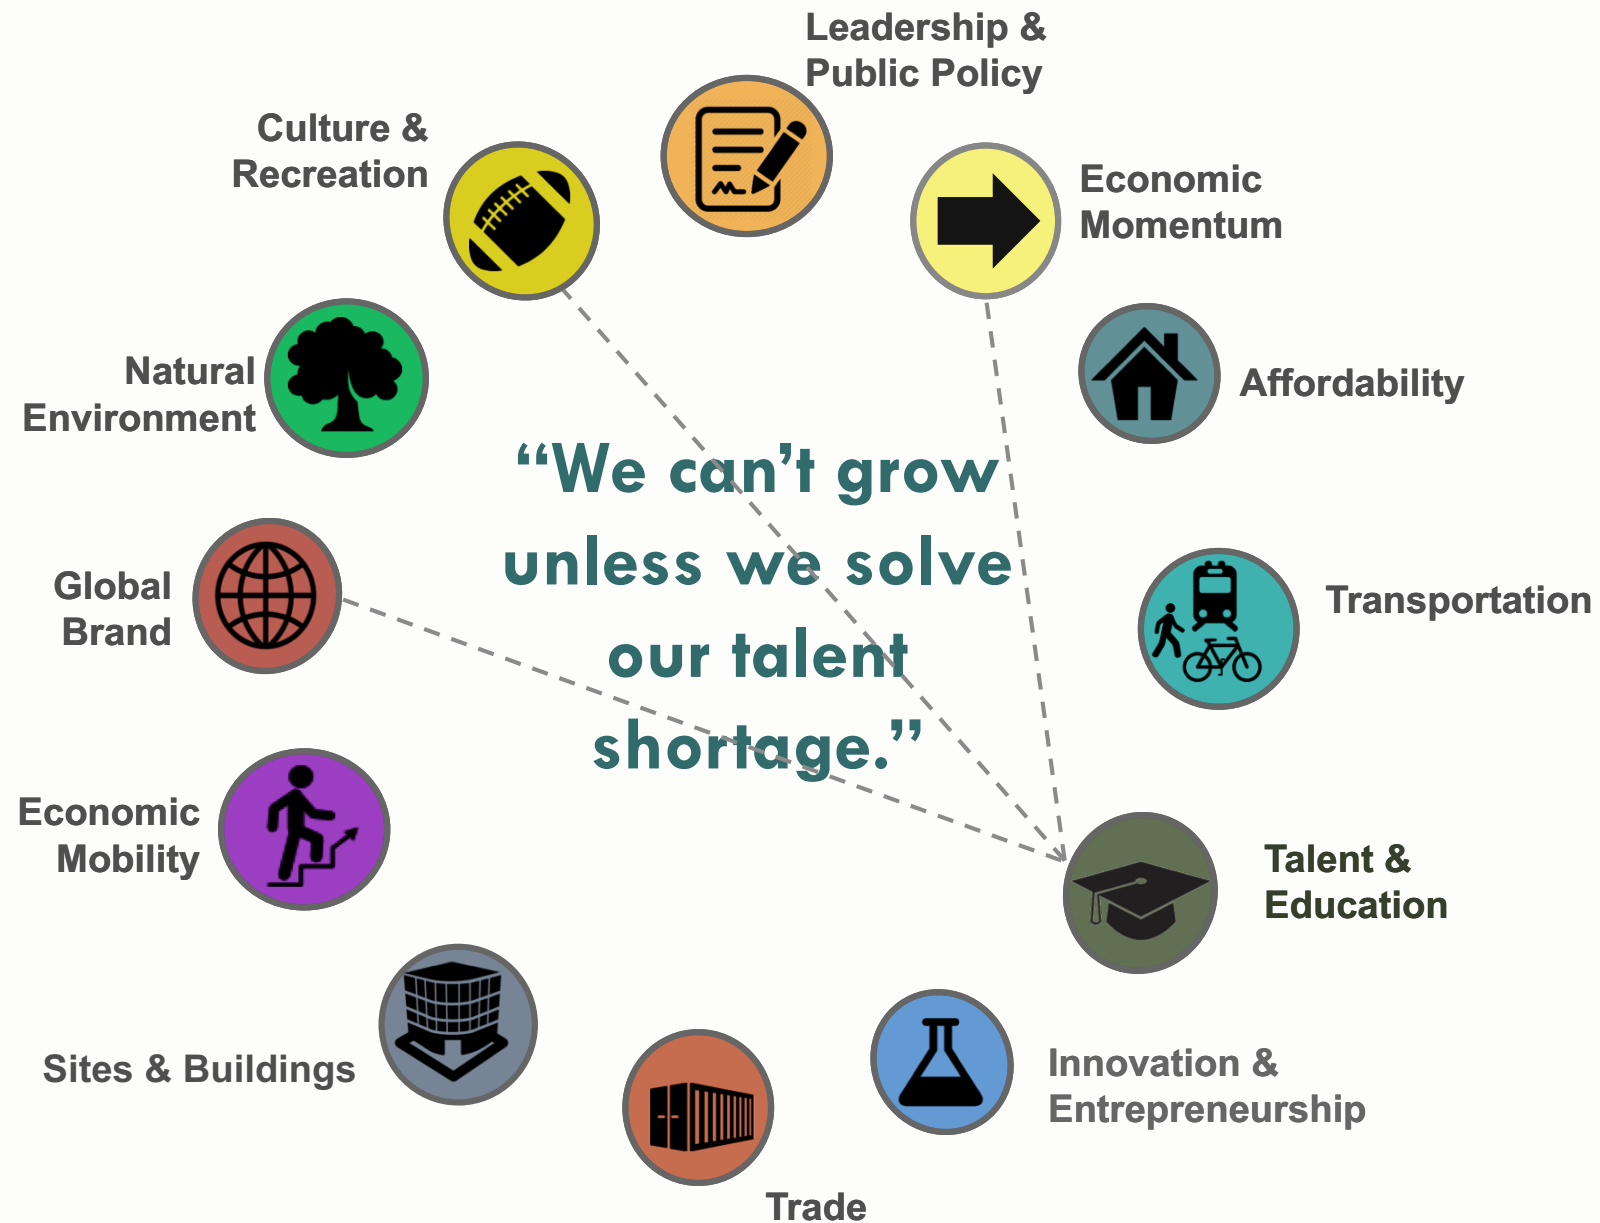 Leadership &
Public Policy
Culture &
Recreation
Economic
Momentum
Natural
Environment
Affordability
“We can’t grow
unless we solve
our talent
shortage.”
Global
Brand
Transportation
Economic
Mobility
Talent &
Education
Sites & Buildings
Innovation &
Entrepreneurship
Trade